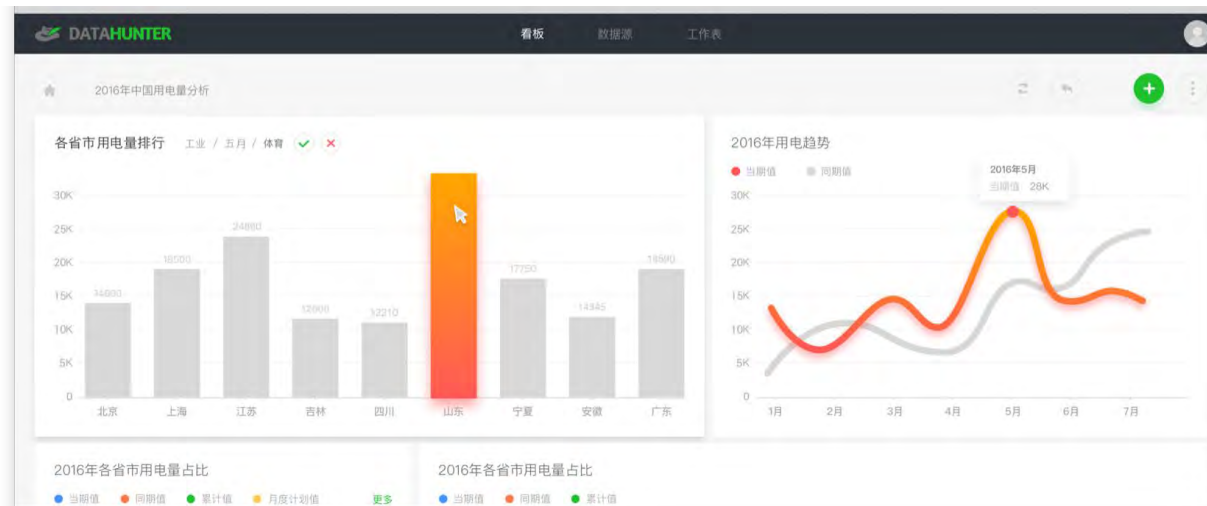 DATAHUNTER
看板 数据源 工作表
2016年中国用电量分析
各省市用电量排行 工业 / 五月 / 体育
30K
25K
20K
15K
10K
5K
0
24880
18500
17750
14345
12210
北京 上海 江苏 吉林 四川 山东 宁夏 安徽 广东
2016年用电趋势
当期值 同期值
2016年5月
当期值 28K
30K
25K
20K
15K
10K
5K
0
1月 2月 3月 4月 5月 6月 7月
2016年各省市用电量占比
当期值 同期值 累计值 月度计划值 更多
2016年各省市用电量占比
当期值 同期值 累计值